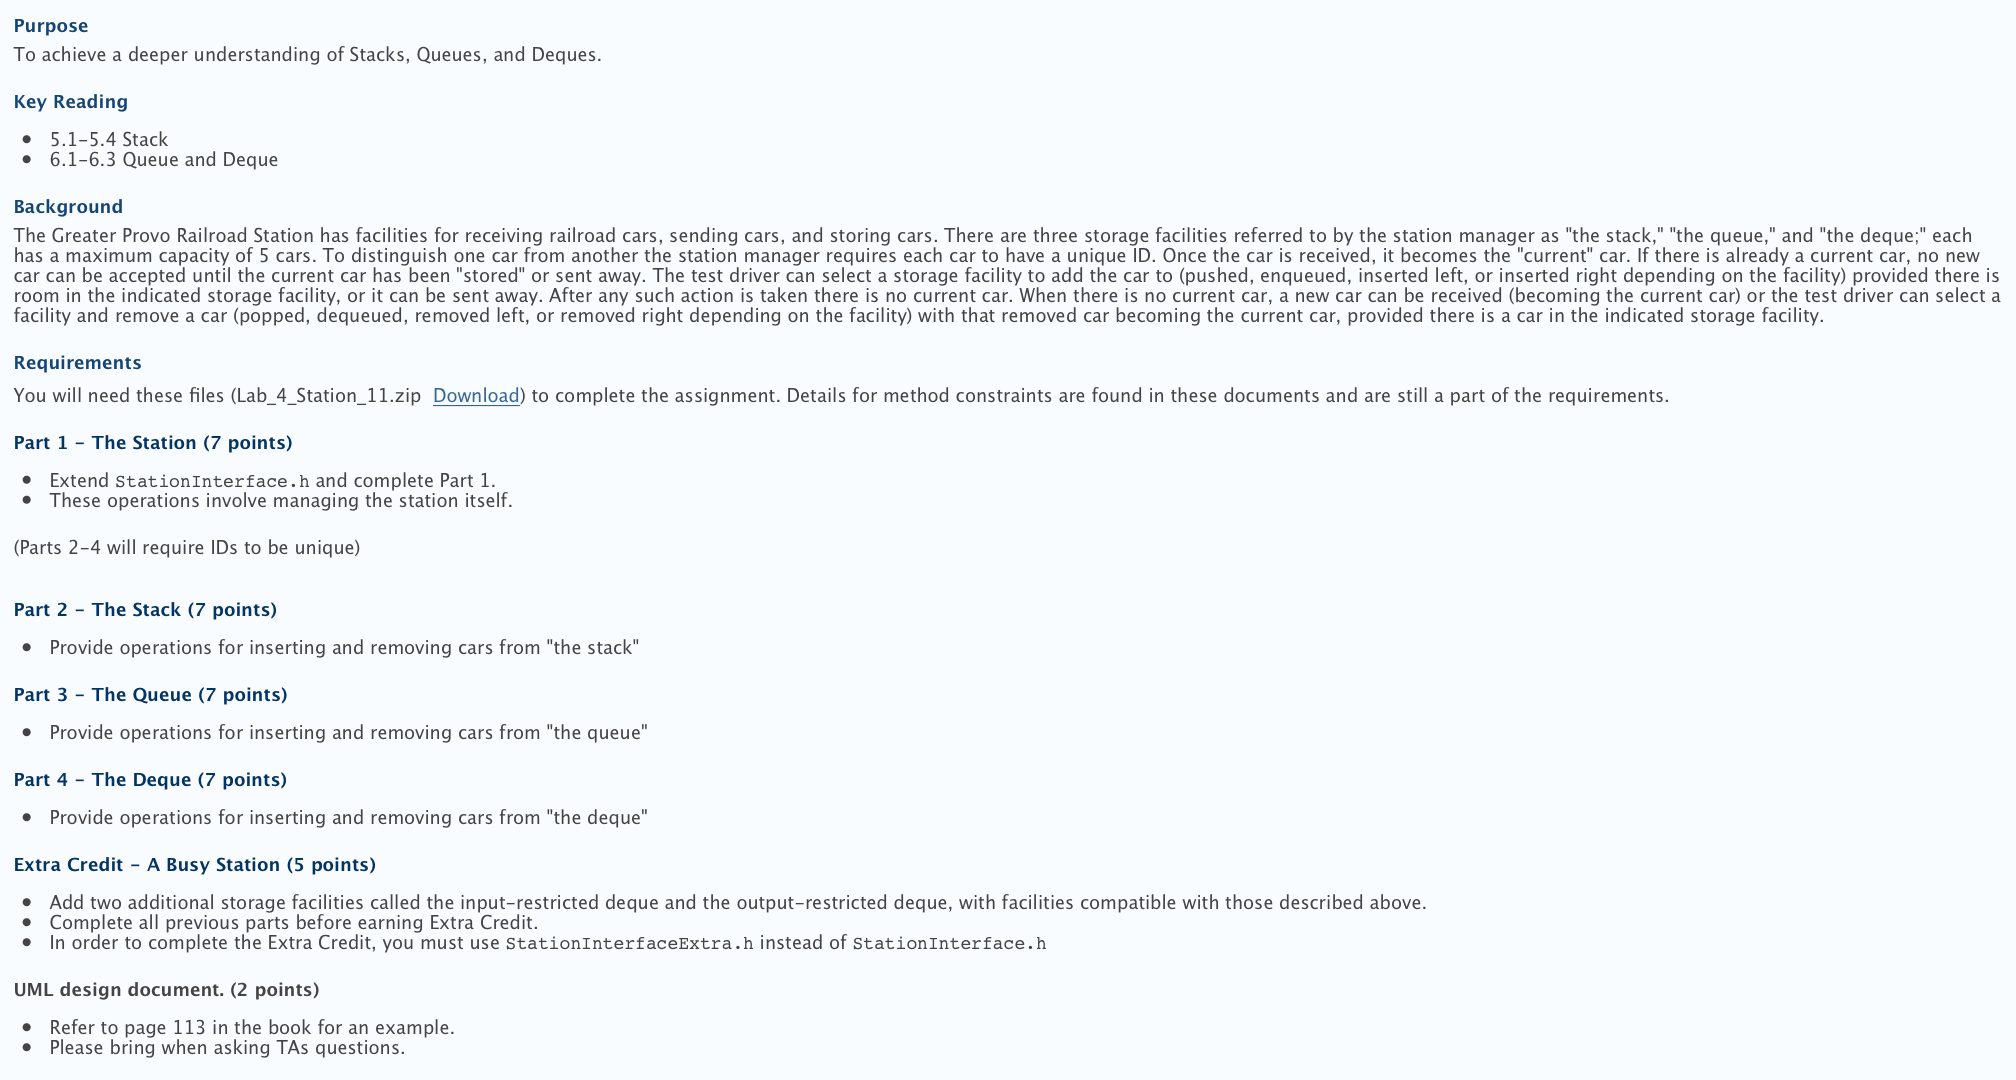 Purpose
To achieve a deeper understanding of Stacks, Queues, and Deques.
Key Reading
• 5.1-5.4 Stack
• 6.1-6.3 Queue and Deque
Background
The Greater Provo Railroad Station has facilities for receiving railroad cars, sending cars, and storing cars. There are three storage facilities referred to by the station manager as "the stack," "the queue," and "the deque;" each
has a maximum capacity of 5 cars. To distinguish one car from another the station manager requires each car to have a unique ID. Once the car is received, it becomes the "current" car. If there is already a current car, no new
car can be accepted until the current car has been "stored" or sent away. The test driver can select a storage facility to add the car to (pushed, enqueued, inserted left, or inserted right depending on the facility) provided there is
room in the indicated storage facility, or it can be sent away. After any such action is taken there is no current car. When there is no current car, a new car can be received (becoming the current car) or the test driver can select a
facility and remove a car (popped, dequeued, removed left, or removed right depending on the facility) with that removed car becoming the current car, provided there is a car in the indicated storage facility.
Requirements
You will need these files (Lab_4_Station_11.zip Download) to complete the assignment. Details for method constraints are found in these documents and are still a part of the requirements.
Part 1 - The Station (7 points)
• Extend StationInterface.h and complete Part 1.
• These operations involve managing the station itself.
(Parts 2-4 will require IDs to be unique)
Part 2 - The Stack (7 points)
• Provide operations for inserting and removing cars from "the stack"
Part 3 - The Queue (7 points)
• Provide operations for inserting and removing cars from "the queue"
Part 4 - The Deque (7 points)
• Provide operations for inserting and removing cars from "the deque"
Extra Credit - A Busy Station (5 points)
• Add two additional storage facilities called the input-restricted deque and the output-restricted deque, with facilities compatible with those described above.
• Complete all previous parts before earning Extra Credit.
• In order to complete the Extra Credit, you must use StationInterfaceExtra.h instead of StationInterface.h
UML design document. (2 points)
• Refer to page 113 in the book for an example.
• Please bring when asking TAs questions.